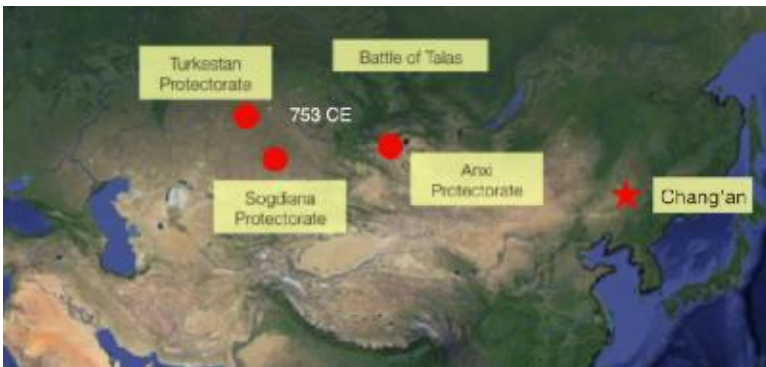 Turkestan
Protectorate
Battle of Talas
753 CE
Anxi
Protectorate
Sogdiana
Protectorate
Chang'an